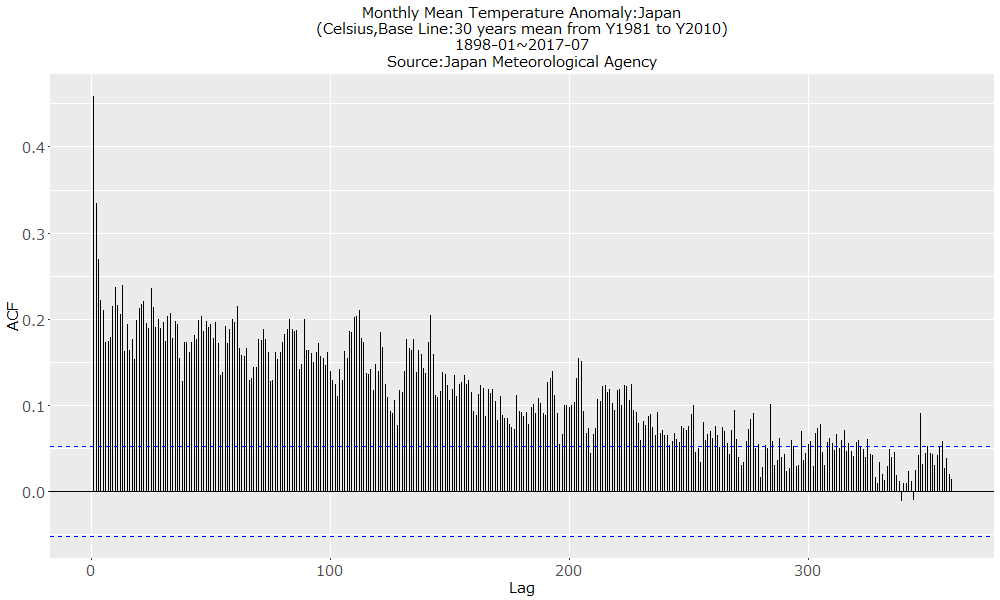 Monthly Mean Temperature Anomaly:Japan
(Celsius,Base Line:30 years mean from Y1981 to Y2010)
1898-01~2017-07
Source:Japan Meteorological Agency
ACF
0.4
0.3
0.2
0.1
0.0
0 100 200 300
Lag